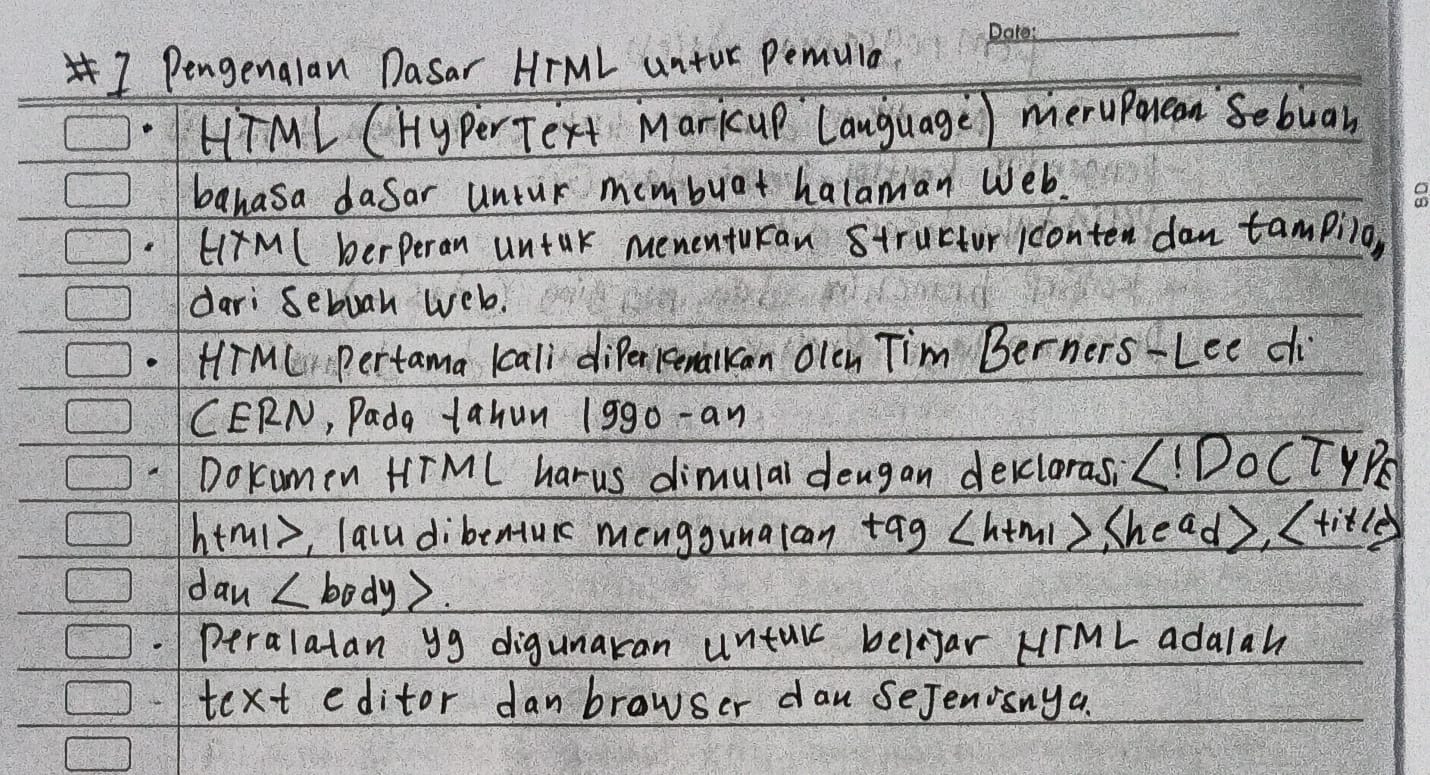 Date:
#1 Pengenalan Dasar HTML untuk Pemula.
• HTML (HyperText Markup Language) merupakan sebuah
bahasa dasar untuk membuat halaman Web.
• HTML berperan untuk menentukan struktur konten dan tampilan
dari sebuah web.
• HTML pertama kali diperkenalkan oleh Tim Berners-Lee di
CERN, Pada tahun 1990-an
• Dokumen HTML harus dimulai dengan deklarasi <!DOCTYPE
html>, lalu dibentuk menggunakan tag <html>,<head>,<title>
dan <body>.
• Peralatan yg digunakan untuk belajar HTML adalah
text editor dan browser dan sejenisnya.